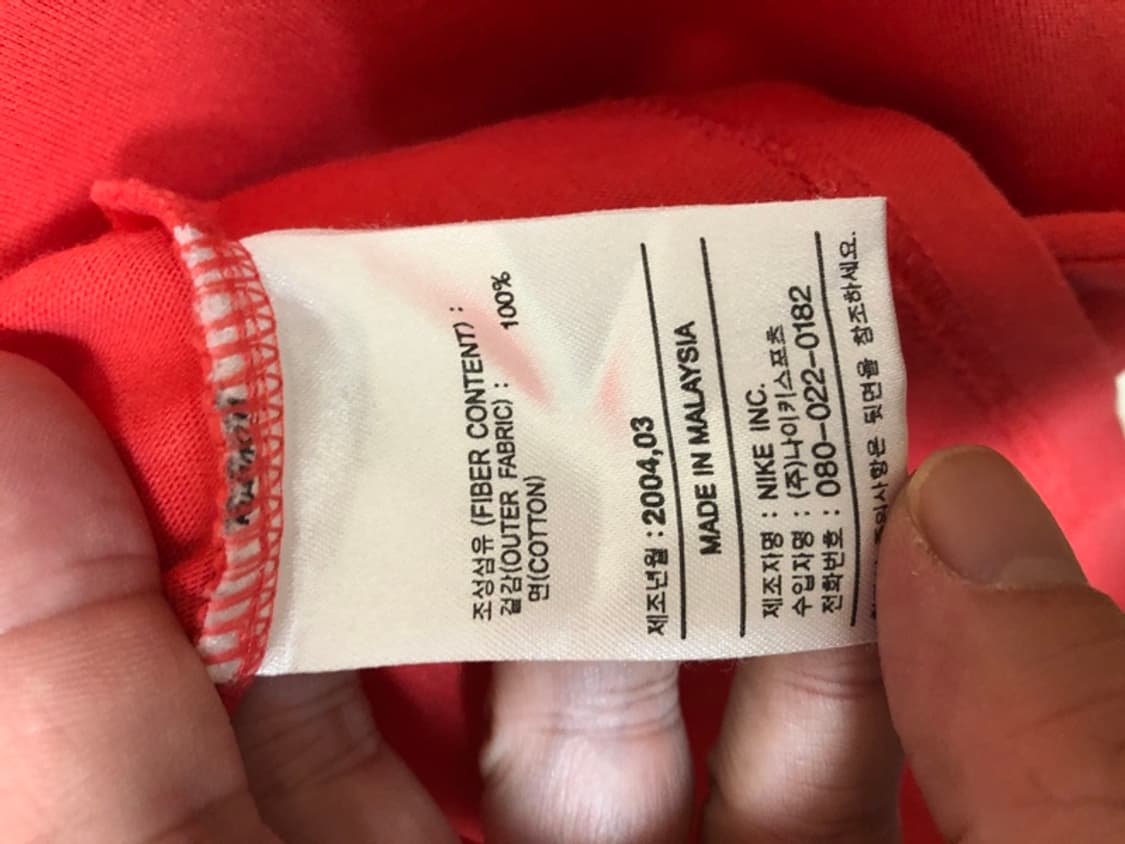 조성섬유 (FIBER CONTENT) :
겉감(OUTER FABRIC) : 100%
면(COTTON)
제조년월 : 2004,03
MADE IN MALAYSIA
제조자명 : NIKE INC.
수입자명 : (주)나이키스포츠
전화번호 : 080-022-0182
뒷면을 참조하세요.